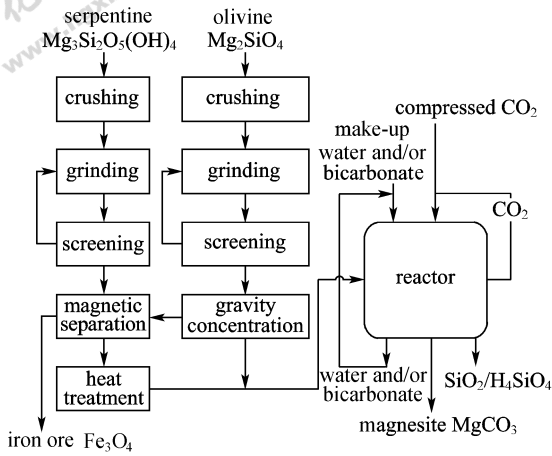 serpentine
Mg₃Si₂O₅(OH)₄
olivine
Mg₂SiO₄
crushing
crushing
compressed CO₂
make-up
water and/or
bicarbonate
grinding
grinding
CO₂
screening
screening
reactor
magnetic
separation
gravity
concentration
heat
treatment
water and/or
bicarbonate
SiO₂/H₄SiO₄
magnesite MgCO₃
iron ore Fe₃O₄